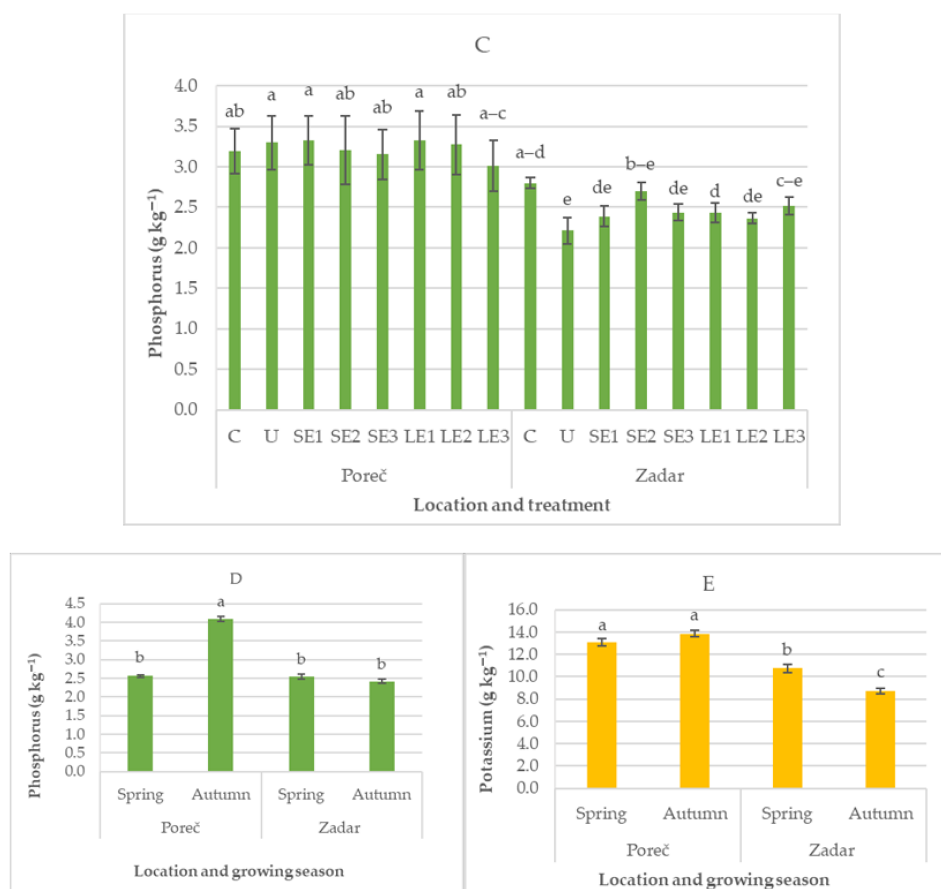 C
Phosphorus (g kg⁻¹)
4.0
3.5
3.0
2.5
2.0
1.5
1.0
0.5
0.0
ab a a ab ab a ab a–c a–d e de b–e de d de c–e
C U SE1 SE2 SE3 LE1 LE2 LE3 C U SE1 SE2 SE3 LE1 LE2 LE3
Poreč Zadar
Location and treatment
D
Phosphorus (g kg⁻¹)
4.5
4.0
3.5
3.0
2.5
2.0
1.5
1.0
0.5
0.0
b a b b
Spring Autumn Spring Autumn
Poreč Zadar
Location and growing season
E
Potassium (g kg⁻¹)
16.0
14.0
12.0
10.0
8.0
6.0
4.0
2.0
0.0
a a b c
Spring Autumn Spring Autumn
Poreč Zadar
Location and growing season